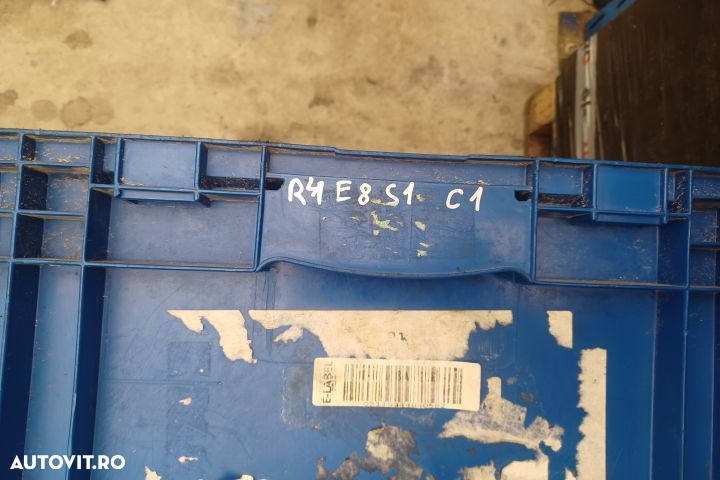 R4 E8 S1 C1
E-LABEL
AUTOVIT.RO